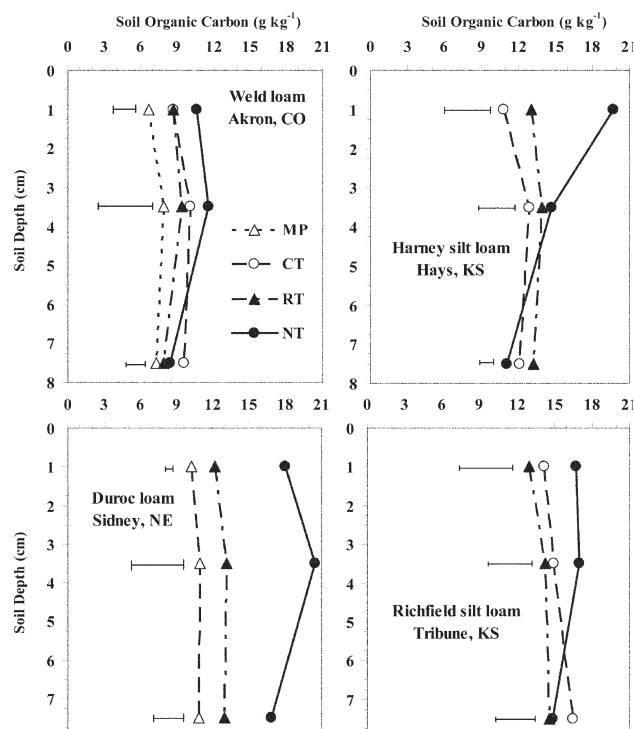 Soil Organic Carbon (g kg⁻¹) Soil Organic Carbon (g kg⁻¹)
0 3 6 9 12 15 18 21 0 3 6 9 12 15 18 21
0 0
Weld loam
Akron, CO
1 1
2 2
3 3
Soil Depth (cm)
4 4
MP
CT
RT
NT
Harney silt loam
Hays, KS
5 5
6 6
7 7
8 8
0 3 6 9 12 15 18 21 0 3 6 9 12 15 18 21
0 0
1 1
Duroc loam
Sidney, NE
2 2
3 3
Soil Depth (cm)
4 4
Richfield silt loam
Tribune, KS
5 5
6 6
7 7